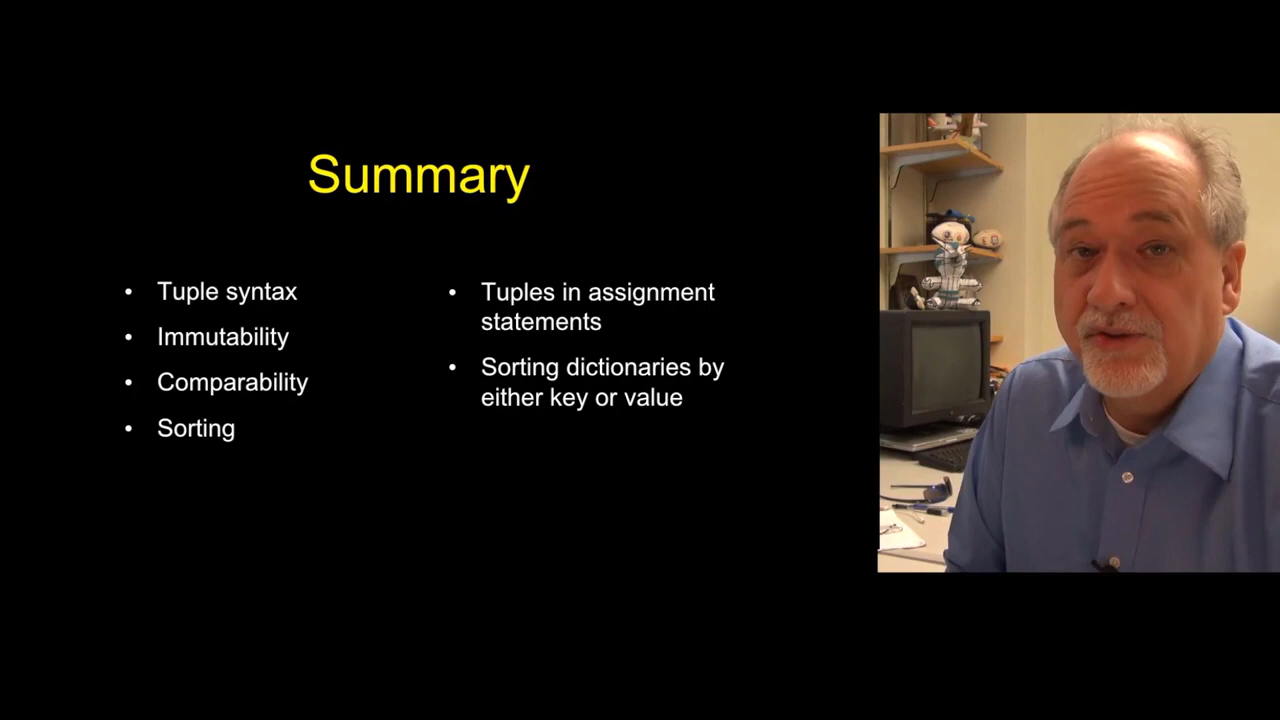 Summary
• Tuple syntax
• Immutability
• Comparability
• Sorting
• Tuples in assignment
statements
• Sorting dictionaries by
either key or value